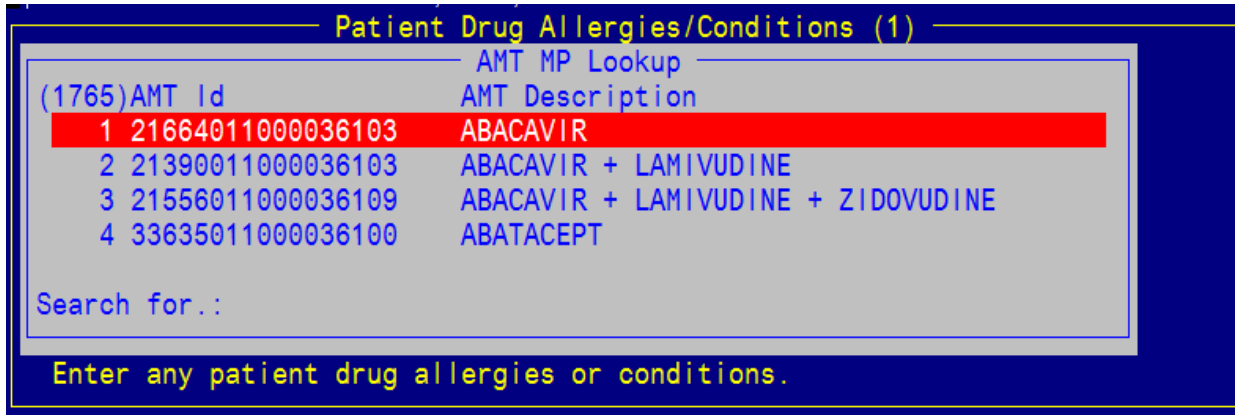 Patient Drug Allergies/Conditions (1)
AMT MP Lookup
(1765)AMT Id AMT Description
1 21664011000036103 ABACAVIR
2 21390011000036103 ABACAVIR + LAMIVUDINE
3 21556011000036109 ABACAVIR + LAMIVUDINE + ZIDOVUDINE
4 33635011000036100 ABATACEPT
Search for.:
Enter any patient drug allergies or conditions.